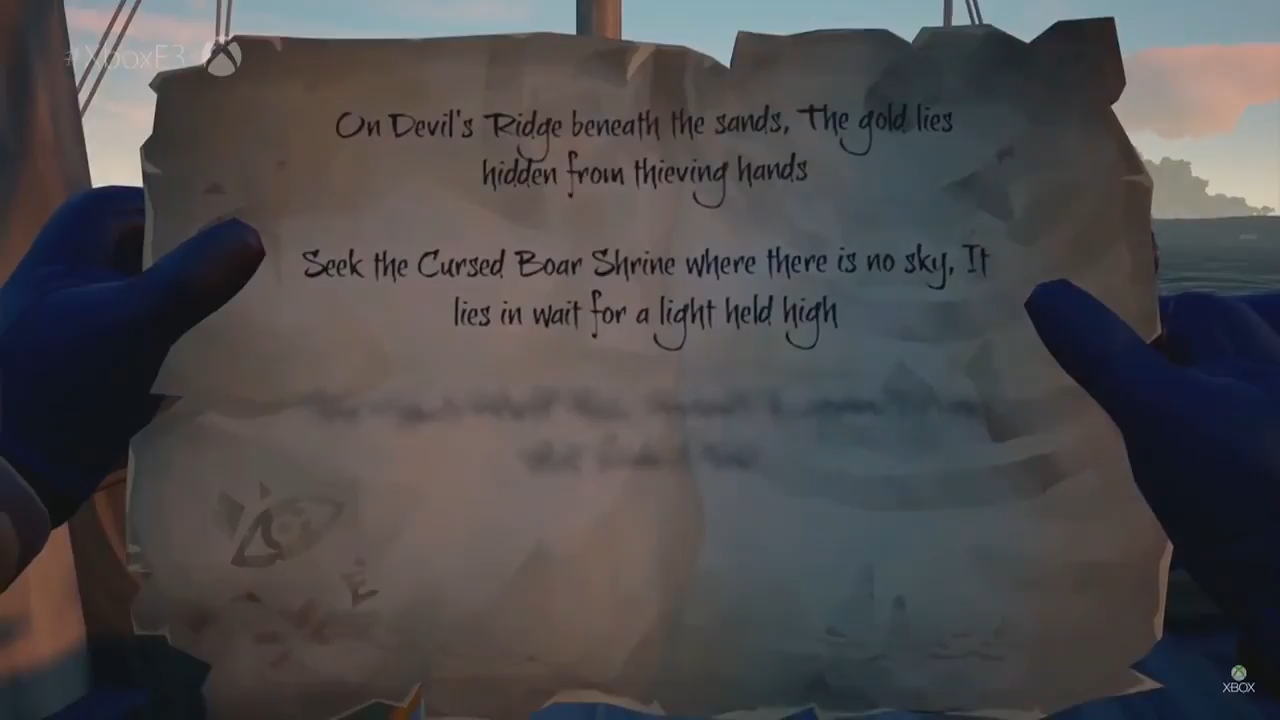 #XboxE3
On Devil's Ridge beneath the sands, The gold lies
hidden from thieving hands
Seek the Cursed Boar Shrine where there is no sky, It
lies in wait for a light held high
XBOX